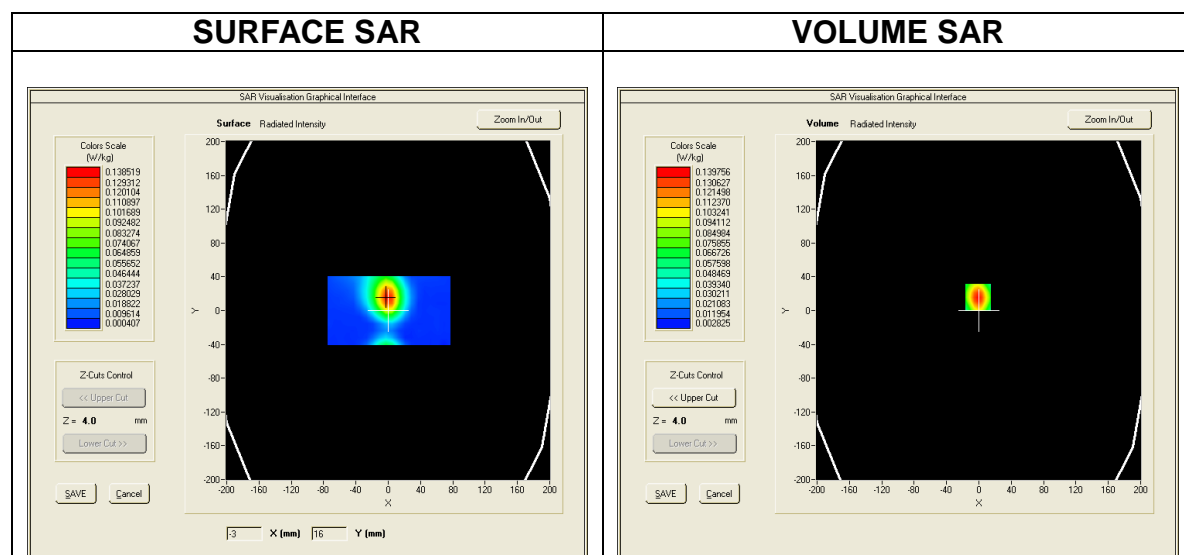 SURFACE SAR
VOLUME SAR
SAR Visualisation Graphical Interface
Surface Radiated Intensity
Zoom In/Out
Colors Scale
(W/kg)
0.138519
0.129312
0.120104
0.110897
0.101689
0.092482
0.083274
0.074067
0.064859
0.055652
0.046444
0.037237
0.028029
0.018822
0.009614
0.000407
Z-Cuts Control
<< Upper Cut
Z = 4.0 mm
Lower Cut >>
SAVE Cancel
200
160
120
80
40
0
-40
-80
-120
-160
-200
Y
-200 -160 -120 -80 -40 0 40 80 120 160 200
X
-3 X (mm) 16 Y (mm)
SAR Visualisation Graphical Interface
Volume Radiated Intensity
Zoom In/Out
Colors Scale
(W/kg)
0.139756
0.130627
0.121498
0.112370
0.103241
0.094112
0.084984
0.075855
0.066726
0.057598
0.048469
0.039340
0.030211
0.021083
0.011954
0.002825
Z-Cuts Control
<< Upper Cut
Z = 4.0 mm
Lower Cut >>
SAVE Cancel
200
160
120
80
40
0
-40
-80
-120
-160
-200
Y
-200 -160 -120 -80 -40 0 40 80 120 160 200
X